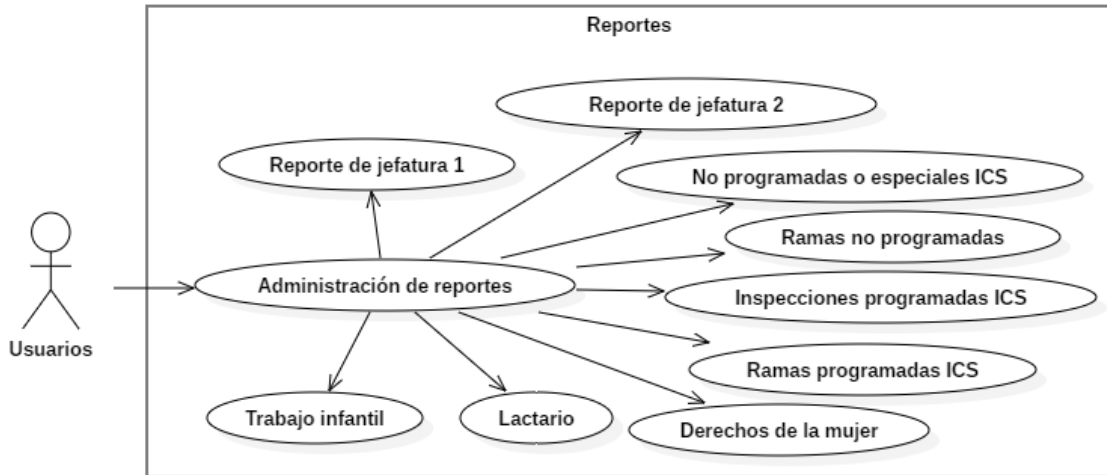 Reportes
Reporte de jefatura 2
Reporte de jefatura 1
No programadas o especiales ICS
Ramas no programadas
Administración de reportes
Inspecciones programadas ICS
Usuarios
Ramas programadas ICS
Trabajo infantil
Lactario
Derechos de la mujer